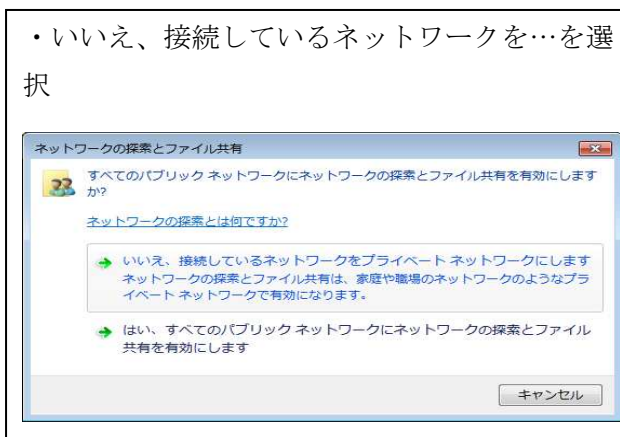 ・いいえ、接続しているネットワークを…を選
択
ネットワークの探索とファイル共有
すべてのパブリック ネットワークにネットワークの探索とファイル共有を有効にします
か?
ネットワークの探索とは何ですか?
いいえ、接続しているネットワークをプライベート ネットワークにします
ネットワークの探索とファイル共有は、家庭や職場のネットワークのようなプラ
イベート ネットワークで有効になります。
はい、すべてのパブリック ネットワークにネットワークの探索とファイル
共有を有効にします
キャンセル